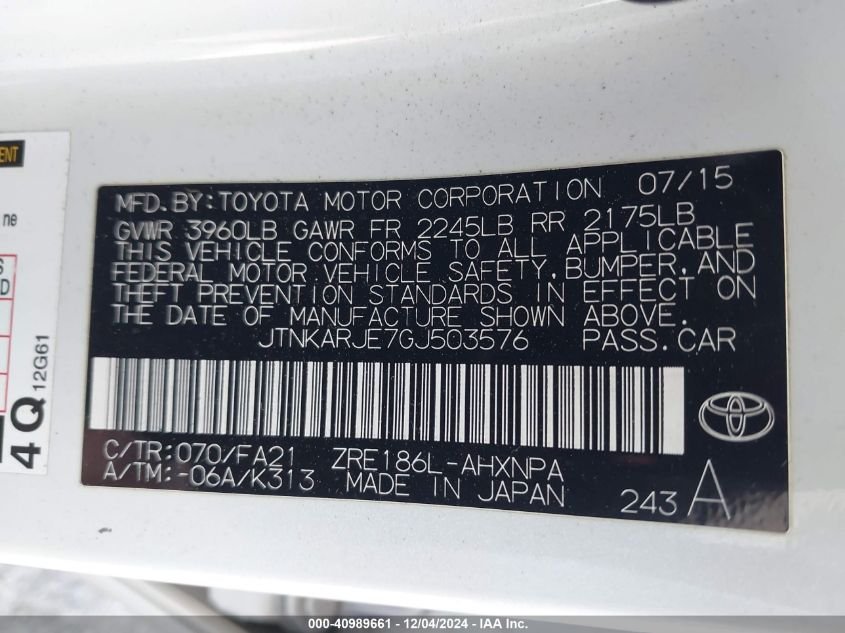 MFD.BY:TOYOTA MOTOR CORPORATION 07/15
GVWR 3960LB GAWR FR 2245LB RR 2175LB
THIS VEHICLE CONFORMS TO ALL APPLICABLE
FEDERAL MOTOR VEHICLE SAFETY,BUMPER,AND
THEFT PREVENTION STANDARDS IN EFFECT ON
THE DATE OF MANUFACTURE SHOWN ABOVE.
JTNKARJE7GJ503576 PASS.CAR
C/TR:070/FA21 ZRE186L-AHXNPA
A/TM:-06A/K313 MADE IN JAPAN
243 A
ne
4Q 12G61
000-40989661 - 12/04/2024 - IAA-HERNE